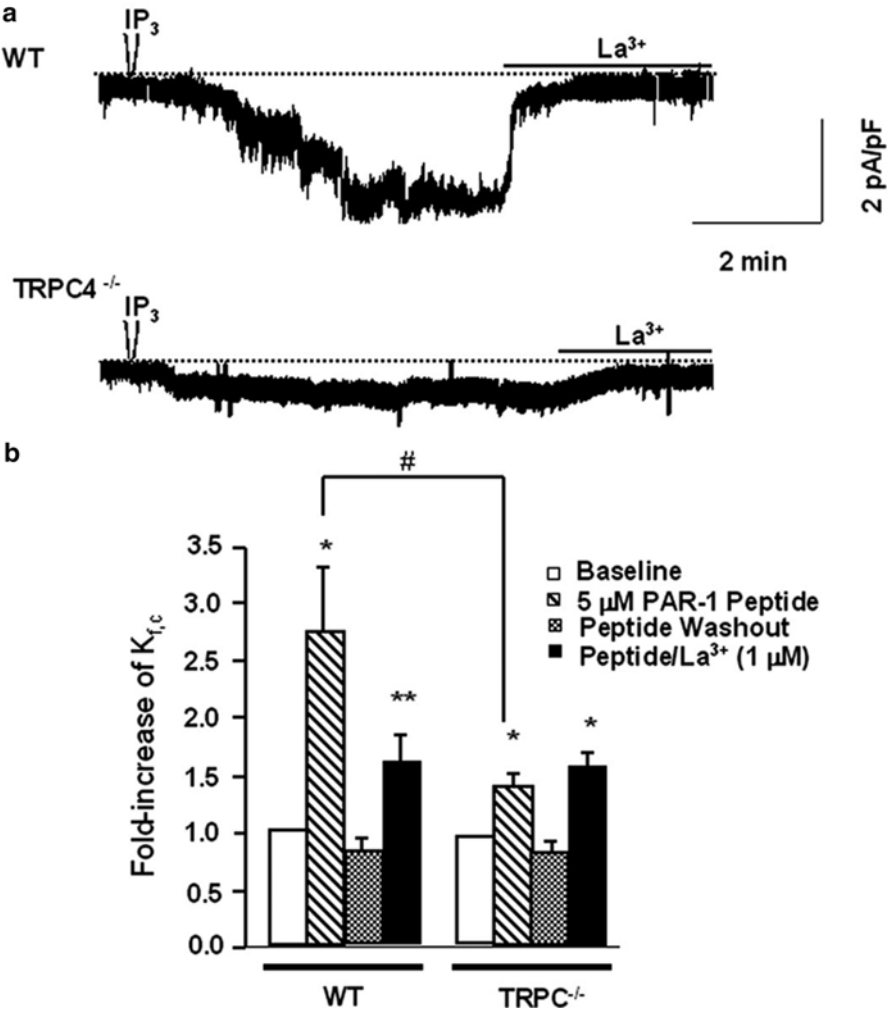 a
IP3
WT
La3+
2 pA/pF
2 min
TRPC4 -/-
IP3
La3+
b
#
3.5
3.0
2.5
2.0
1.5
1.0
0.5
0.0
Fold-increase of Kf,c
*
**
*
*
Baseline
5 µM PAR-1 Peptide
Peptide Washout
Peptide/La3+ (1 µM)
WT
TRPC-/-